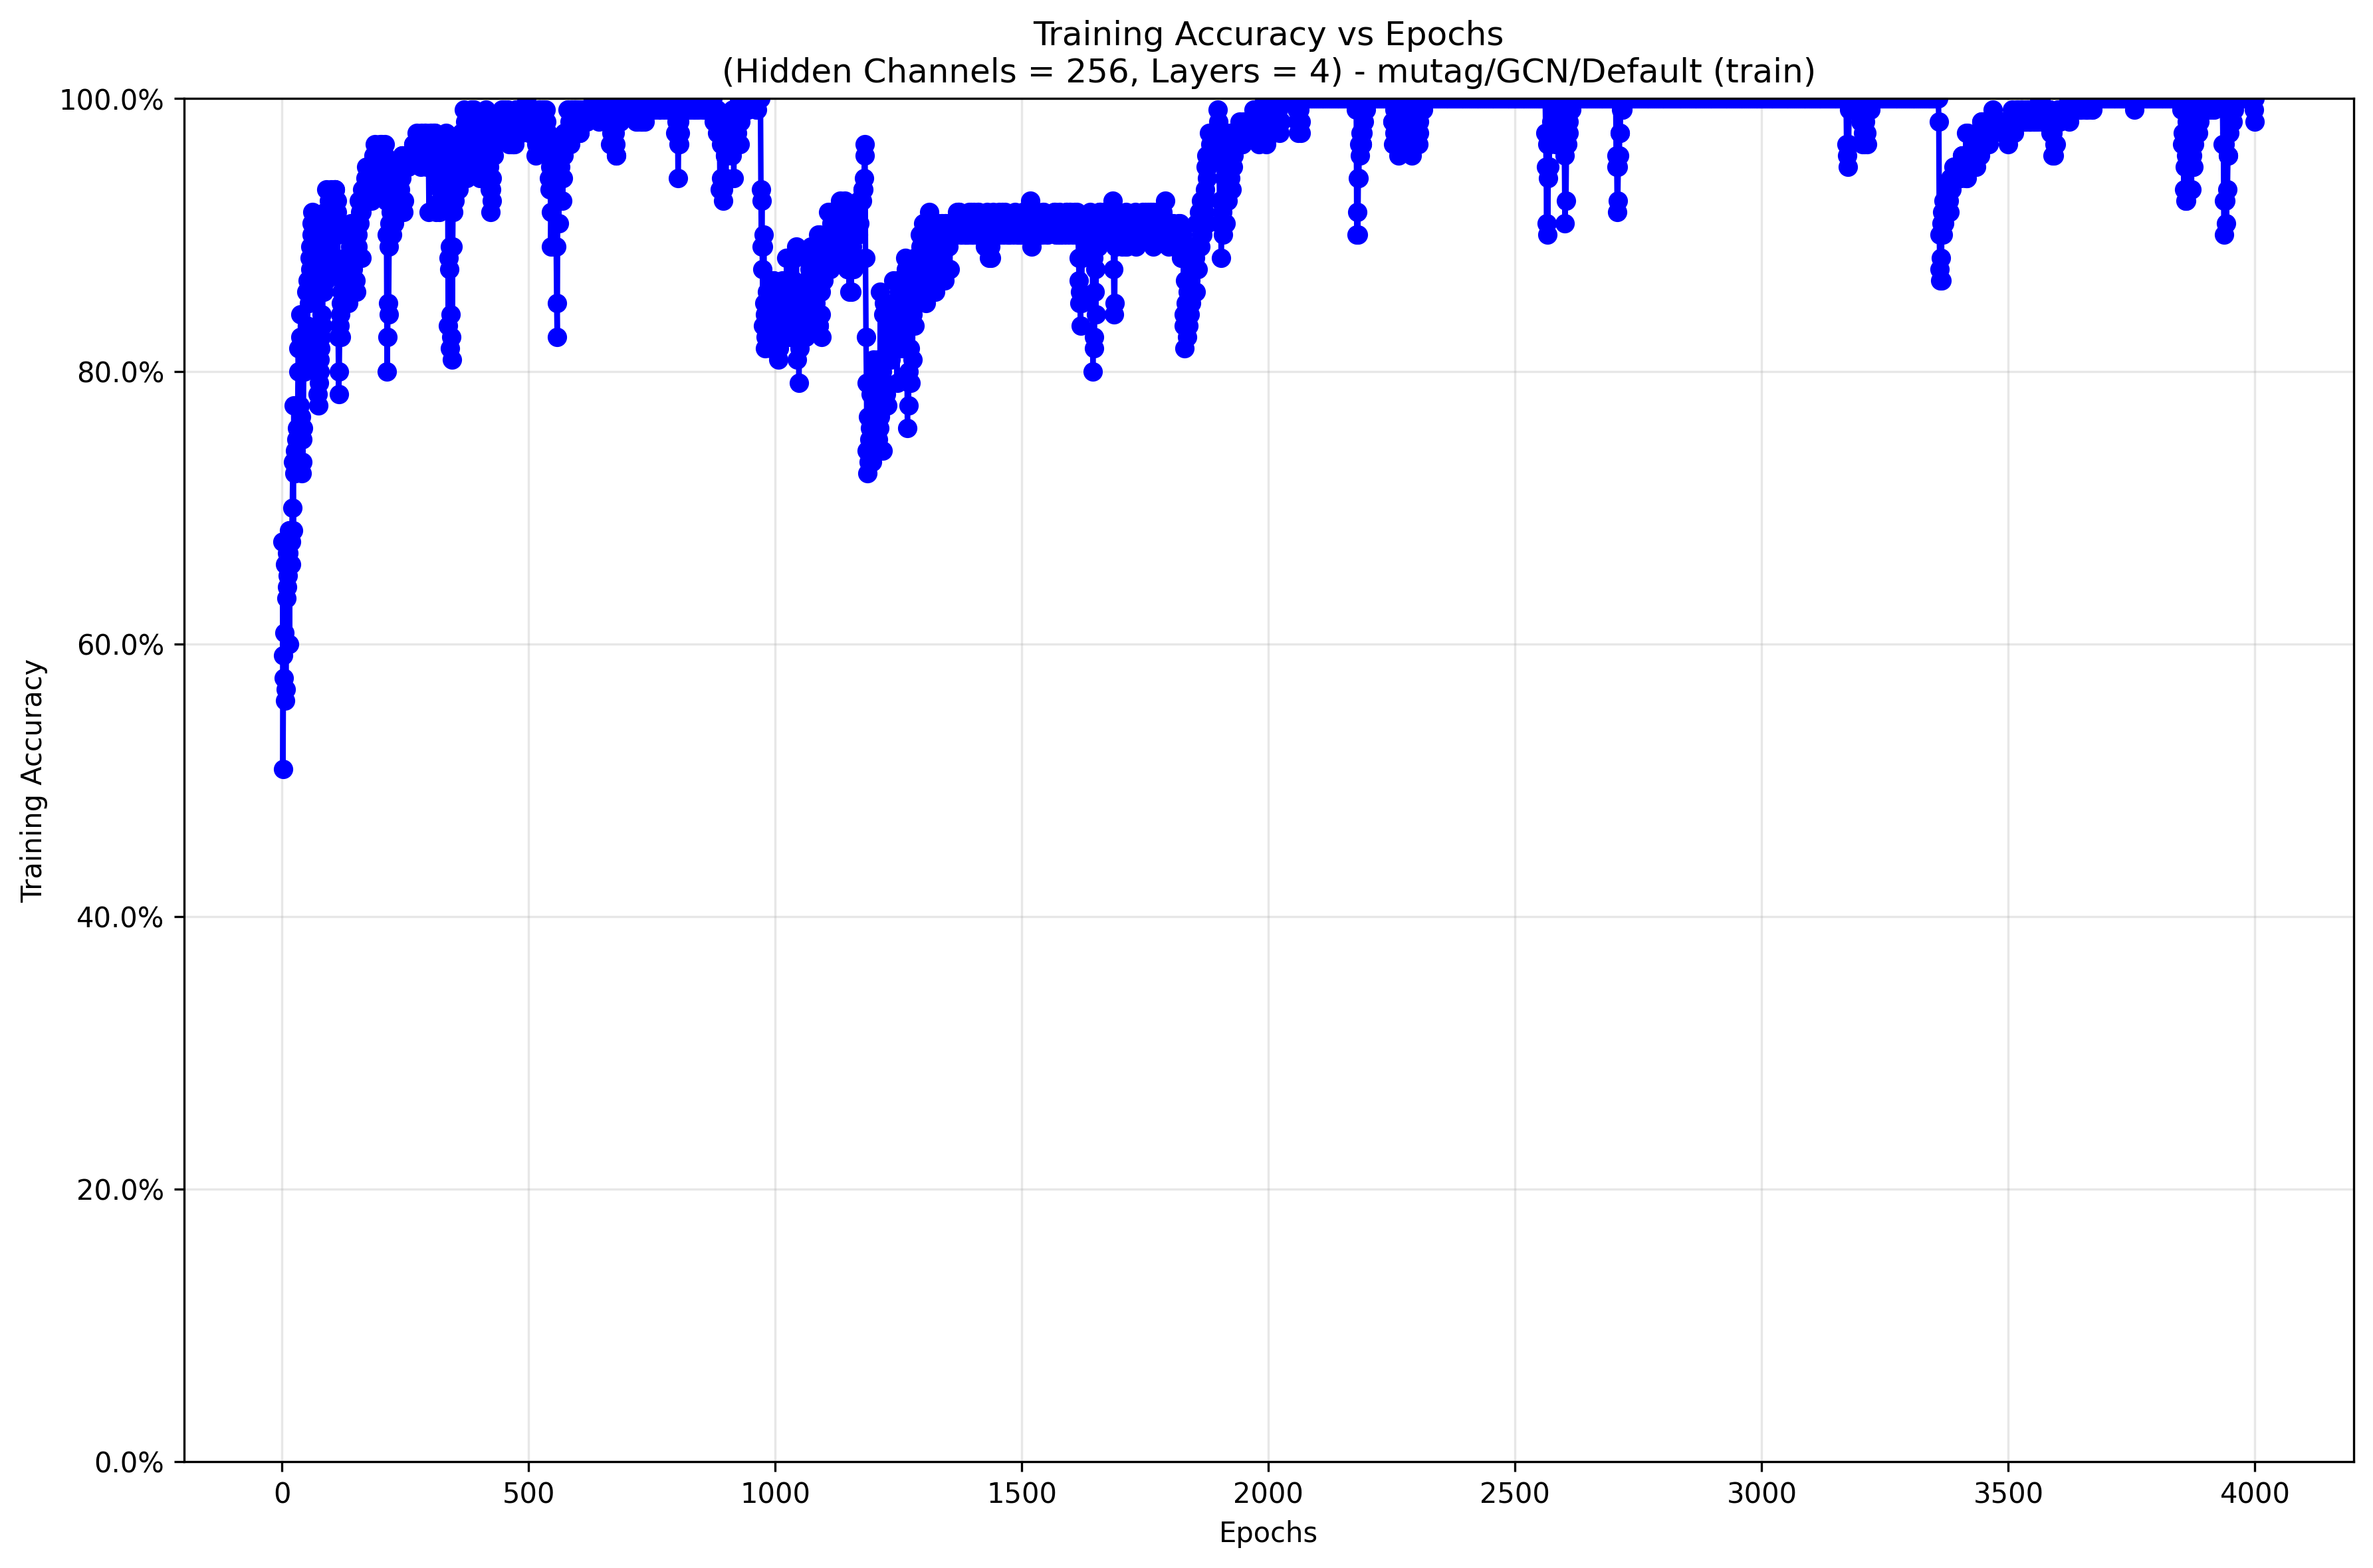 Training Accuracy vs Epochs
(Hidden Channels = 256, Layers = 4) - mutag/GCN/Default (train)
100.0%
80.0%
60.0%
40.0%
20.0%
0.0%
Training Accuracy
0 500 1000 1500 2000 2500 3000 3500 4000
Epochs